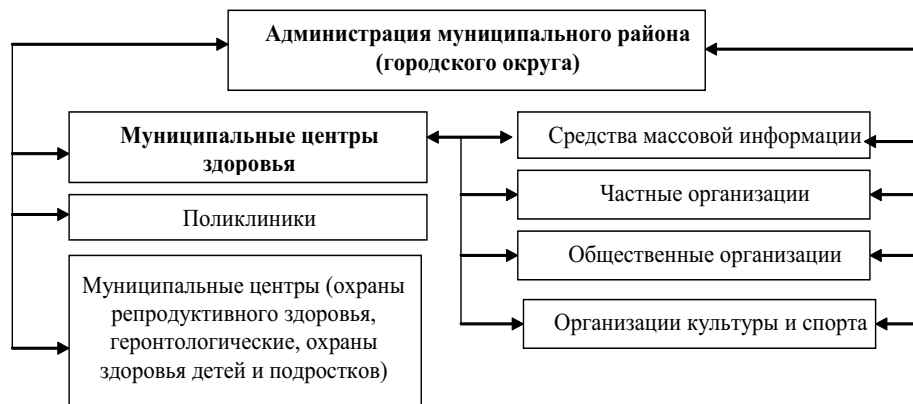 Администрация муниципального района
(городского округа)
Муниципальные центры
здоровья
Поликлиники
Муниципальные центры (охраны
репродуктивного здоровья,
геронтологические, охраны
здоровья детей и подростков)
Средства массовой информации
Частные организации
Общественные организации
Организации культуры и спорта